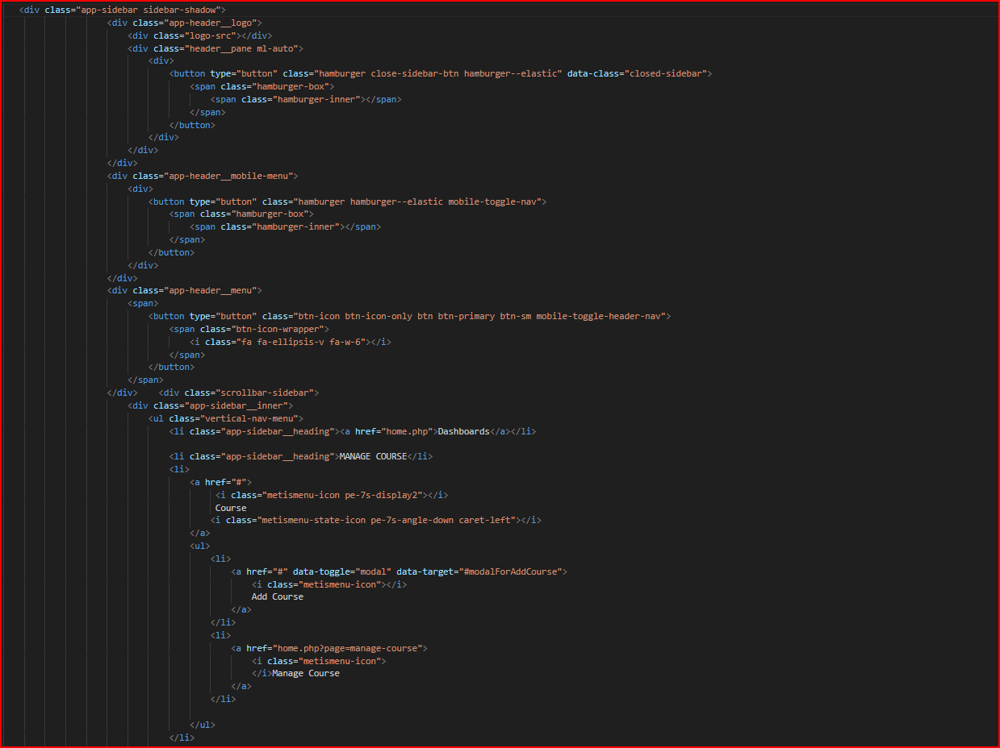 <div class="app-sidebar sidebar-shadow">
<div class="app-header__logo">
<div class="logo-src"></div>
<div class="header__pane ml-auto">
<div>
<button type="button" class="hamburger close-sidebar-btn hamburger--elastic" data-class="closed-sidebar">
<span class="hamburger-box">
<span class="hamburger-inner"></span>
</span>
</button>
</div>
</div>
</div>
<div class="app-header__mobile-menu">
<div>
<button type="button" class="hamburger hamburger--elastic mobile-toggle-nav">
<span class="hamburger-box">
<span class="hamburger-inner"></span>
</span>
</button>
</div>
</div>
<div class="app-header__menu">
<span>
<button type="button" class="btn-icon btn-icon-only btn btn-primary btn-sm mobile-toggle-header-nav">
<span class="btn-icon-wrapper">
<i class="fa fa-ellipsis-v fa-w-6"></i>
</span>
</button>
</span>
</div>    <div class="scrollbar-sidebar">
<div class="app-sidebar__inner">
<ul class="vertical-nav-menu">
<li class="app-sidebar__heading"><a href="home.php">Dashboards</a></li>
<li class="app-sidebar__heading">MANAGE COURSE</li>
<li>
<a href="#">
<i class="metismenu-icon pe-7s-display2"></i>
Course
<i class="metismenu-state-icon pe-7s-angle-down caret-left"></i>
</a>
<ul>
<li>
<a href="#" data-toggle="modal" data-target="#modalForAddCourse">
<i class="metismenu-icon"></i>
Add Course
</a>
</li>
<li>
<a href="home.php?page=manage-course">
<i class="metismenu-icon">
</i>Manage Course
</a>
</li>
</ul>
</li>